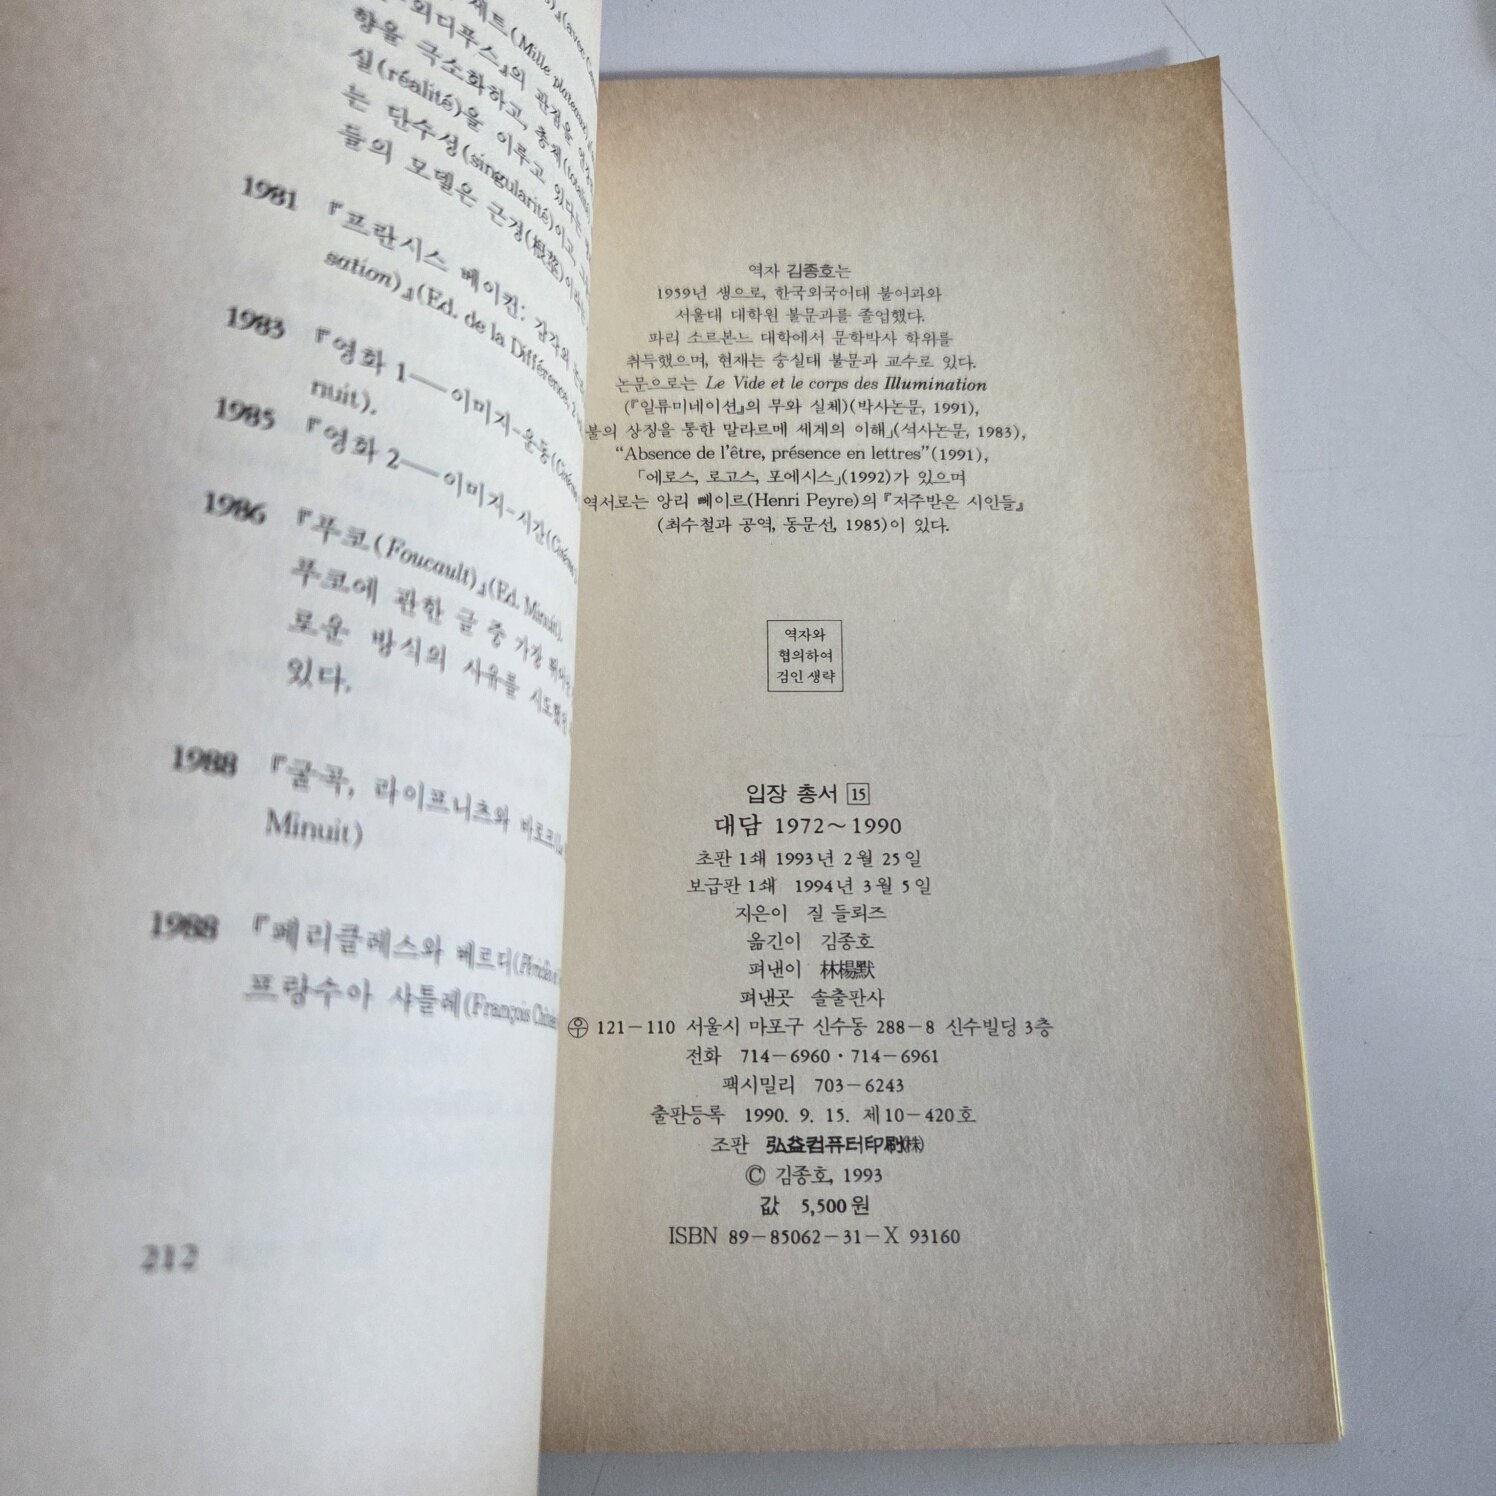 세트(Mille plateaux)
외디푸스』의 관점을
향을 극소화하고, 총체
실(réalité)을 이루고 있다는
는 단수성(singularité)이고,
들의 모델은 근경(根莖)이라는
1981 『프란시스 베이컨: 감각의
sation)』(Ed. de la Différence,
1983 『영화 1—이미지-운동
nuit).
1985 『영화 2—이미지-시간
1986 『푸코(Foucault)』(Ed. Minuit).
푸코에 관한 글 중 가장
로운 방식의 사유를
있다.
1988 『굴곡, 라이프니츠와 바로크
Minuit)
1988 『페리클레스와 베르디
프랑수아 샤틀레(François
212
역자 김종호는
1959년 생으로, 한국외국어대 불어과와
서울대 대학원 불문과를 졸업했다.
파리 소르본느 대학에서 문학박사 학위를
취득했으며, 현재는 숭실대 불문과 교수로 있다.
논문으로는 Le Vide et le corps des Illumination
(『일류미네이션』의 무와 실체)(박사논문, 1991),
불의 상징을 통한 말라르메 세계의 이해」(석사논문, 1983),
“Absence de l’être, présence en lettres”(1991),
「에로스, 로고스, 포에시스」(1992)가 있으며
역서로는 앙리 뻬이르(Henri Peyre)의 『저주받은 시인들』
(최수철과 공역, 동문선, 1985)이 있다.
역자와
협의하여
검인 생략
입장 총서 15
대담 1972~1990
초판 1쇄 1993년 2월 25일
보급판 1쇄 1994년 3월 5일
지은이 질 들뢰즈
옮긴이 김종호
펴낸이 林楊默
펴낸곳 솔출판사
㉾ 121-110 서울시 마포구 신수동 288-8 신수빌딩 3층
전화 714-6960·714-6961
팩시밀리 703-6243
출판등록 1990. 9. 15. 제10-420호
조판 弘益컴퓨터印刷(株)
© 김종호, 1993
값 5,500원
ISBN 89-85062-31-X 93160